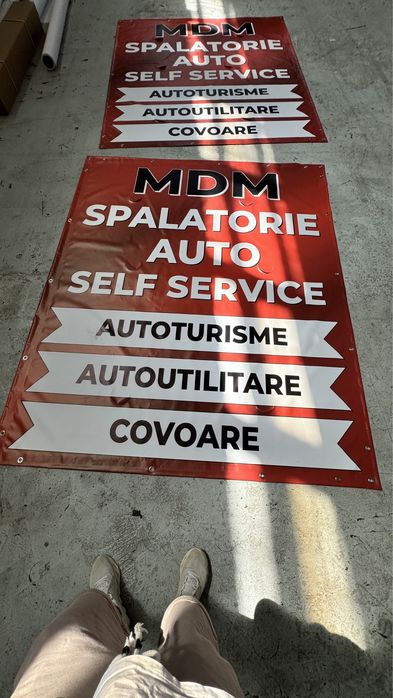 MDM
SPALATORIE
AUTO
SELF SERVICE
AUTOTURISME
AUTOUTILITARE
COVOARE
MDM
SPALATORIE
AUTO
SELF SERVICE
AUTOTURISME
AUTOUTILITARE
COVOARE